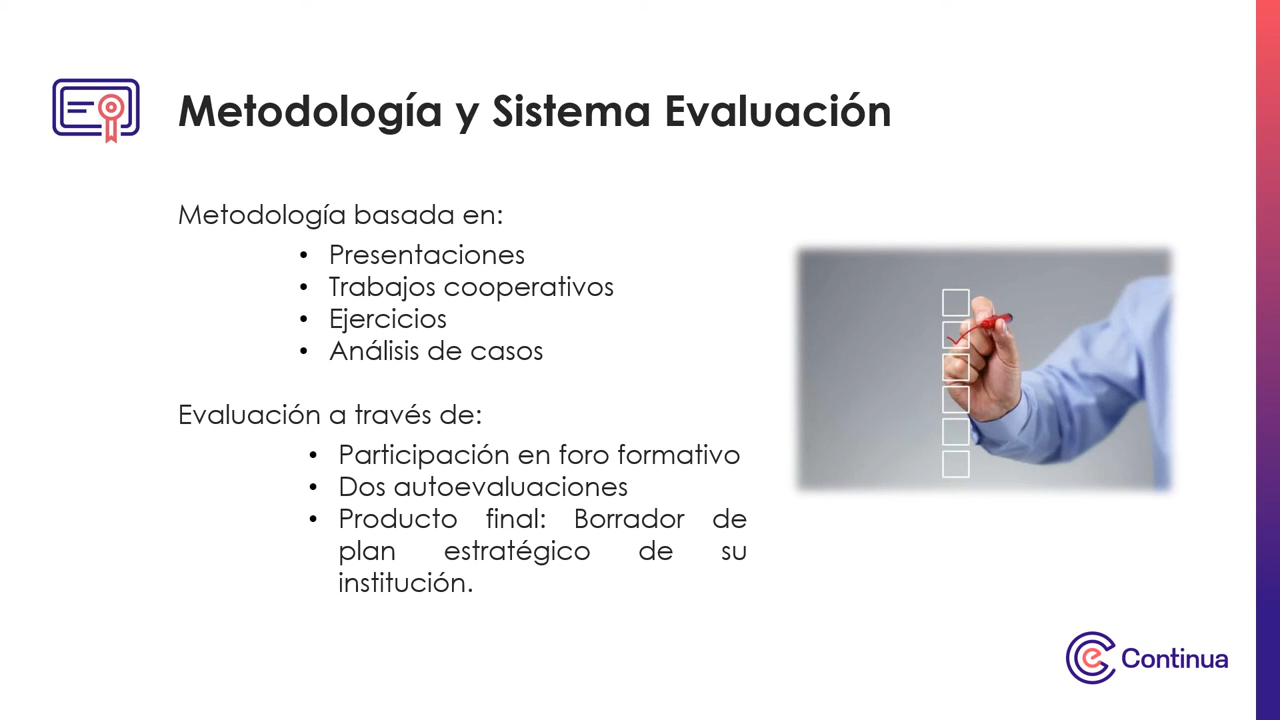 Metodología y Sistema Evaluación
Metodología basada en:
• Presentaciones
• Trabajos cooperativos
• Ejercicios
• Análisis de casos
Evaluación a través de:
• Participación en foro formativo
• Dos autoevaluaciones
• Producto final: Borrador de
plan estratégico de su
institución.
e Continua